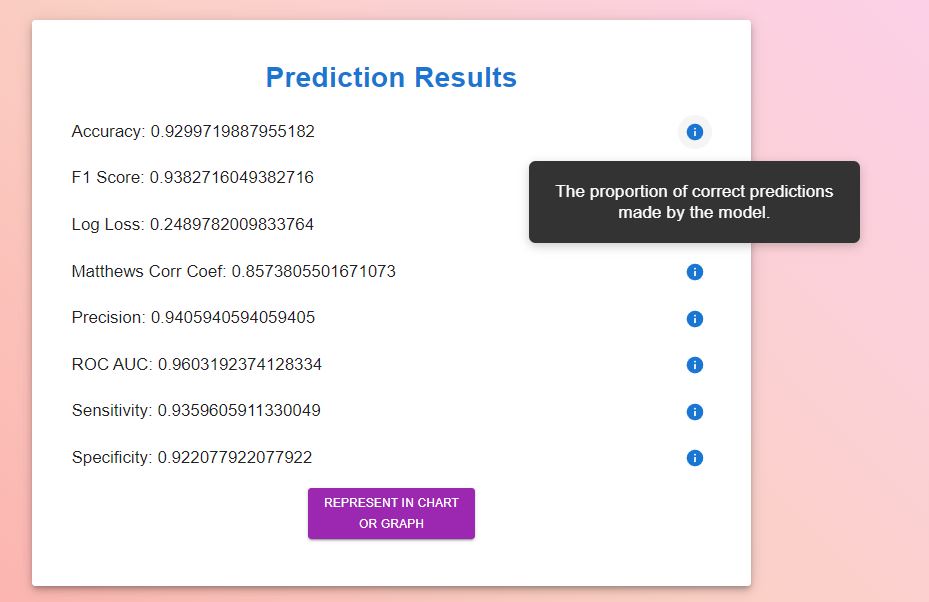 Prediction Results
Accuracy: 0.9299719887955182
F1 Score: 0.9382716049382716
The proportion of correct predictions
made by the model.
Log Loss: 0.2489782009833764
Matthews Corr Coef: 0.8573805501671073
Precision: 0.9405940594059405
ROC AUC: 0.9603192374128334
Sensitivity: 0.9359605911330049
Specificity: 0.922077922077922
REPRESENT IN CHART
OR GRAPH